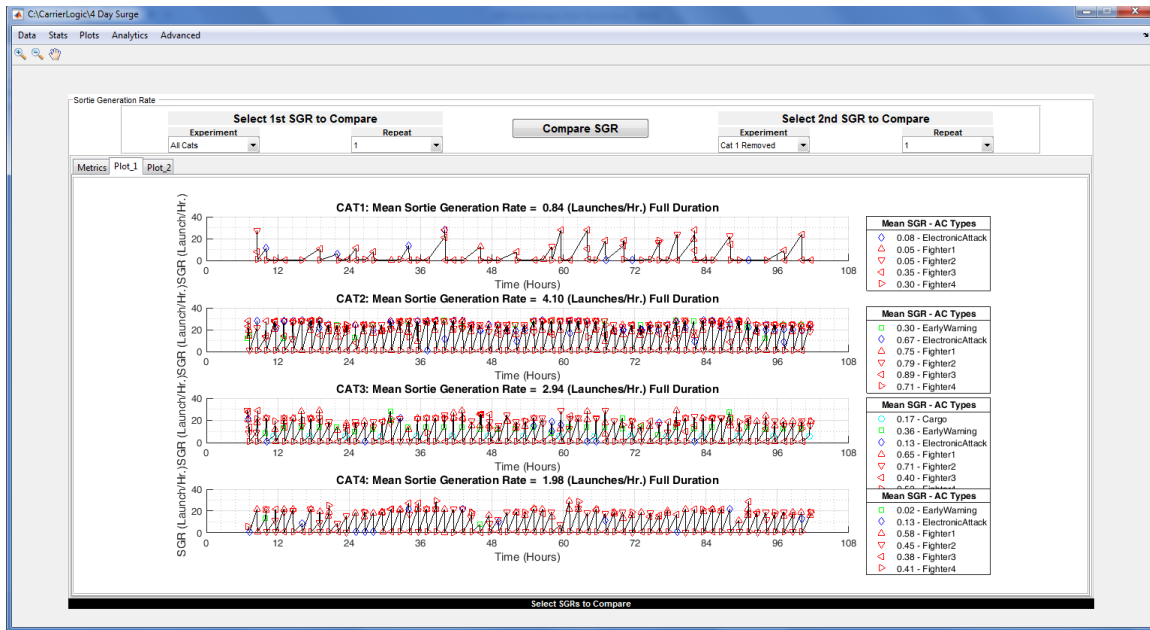 C:\CarrierLogic\4 Day Surge
Data Stats Plots Analytics Advanced
Sortie Generation Rate
Select 1st SGR to Compare
Experiment Repeat
All Cats 1
Compare SGR
Select 2nd SGR to Compare
Experiment Repeat
Cat 1 Removed 1
Metrics Plot_1 Plot_2
CAT1: Mean Sortie Generation Rate = 0.84 (Launches/Hr.) Full Duration
SGR (Launch/Hr.)
40
20
0
0 12 24 36 48 60 72 84 96 108
Time (Hours)
Mean SGR - AC Types
0.08 - ElectronicAttack
0.05 - Fighter1
0.05 - Fighter2
0.35 - Fighter3
0.30 - Fighter4
CAT2: Mean Sortie Generation Rate = 4.10 (Launches/Hr.) Full Duration
SGR (Launch/Hr.)
40
20
0
0 12 24 36 48 60 72 84 96 108
Time (Hours)
Mean SGR - AC Types
0.30 - EarlyWarning
0.67 - ElectronicAttack
0.75 - Fighter1
0.79 - Fighter2
0.89 - Fighter3
0.71 - Fighter4
CAT3: Mean Sortie Generation Rate = 2.94 (Launches/Hr.) Full Duration
SGR (Launch/Hr.)
40
20
0
0 12 24 36 48 60 72 84 96 108
Time (Hours)
Mean SGR - AC Types
0.17 - Cargo
0.36 - EarlyWarning
0.13 - ElectronicAttack
0.65 - Fighter1
0.71 - Fighter2
0.40 - Fighter3
CAT4: Mean Sortie Generation Rate = 1.98 (Launches/Hr.) Full Duration
SGR (Launch/Hr.)
40
20
0
0 12 24 36 48 60 72 84 96 108
Time (Hours)
Mean SGR - AC Types
0.02 - EarlyWarning
0.13 - ElectronicAttack
0.58 - Fighter1
0.45 - Fighter2
0.38 - Fighter3
0.41 - Fighter4
Select SGRs to Compare